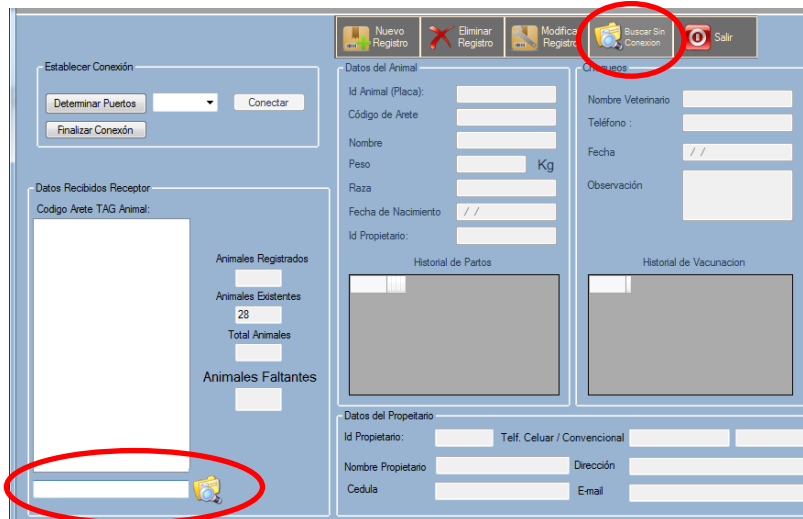 Nuevo Registro
Eliminar Registro
Modifica Registro
Buscar Sin Conexion
Salir
Establecer Conexión
Determinar Puertos
Conectar
Finalizar Conexón
Datos Recibidos Receptor
Codigo Arete TAG Animal:
Animales Registrados
Animales Existentes
28
Total Animales
Animales Faltantes
Datos del Animal
Id Animal (Placa):
Código de Arete
Nombre
Peso
Kg
Raza
Fecha de Nacimiento
/ /
Id Propietario:
Historial de Partos
Chequeos
Nombre Veterinario
Teléfono :
Fecha
/ /
Observación
Historial de Vacunacion
Datos del Propeitario
Id Propietario:
Telf. Celuar / Convencional
Nombre Propietario
Dirección
Cedula
E-mail